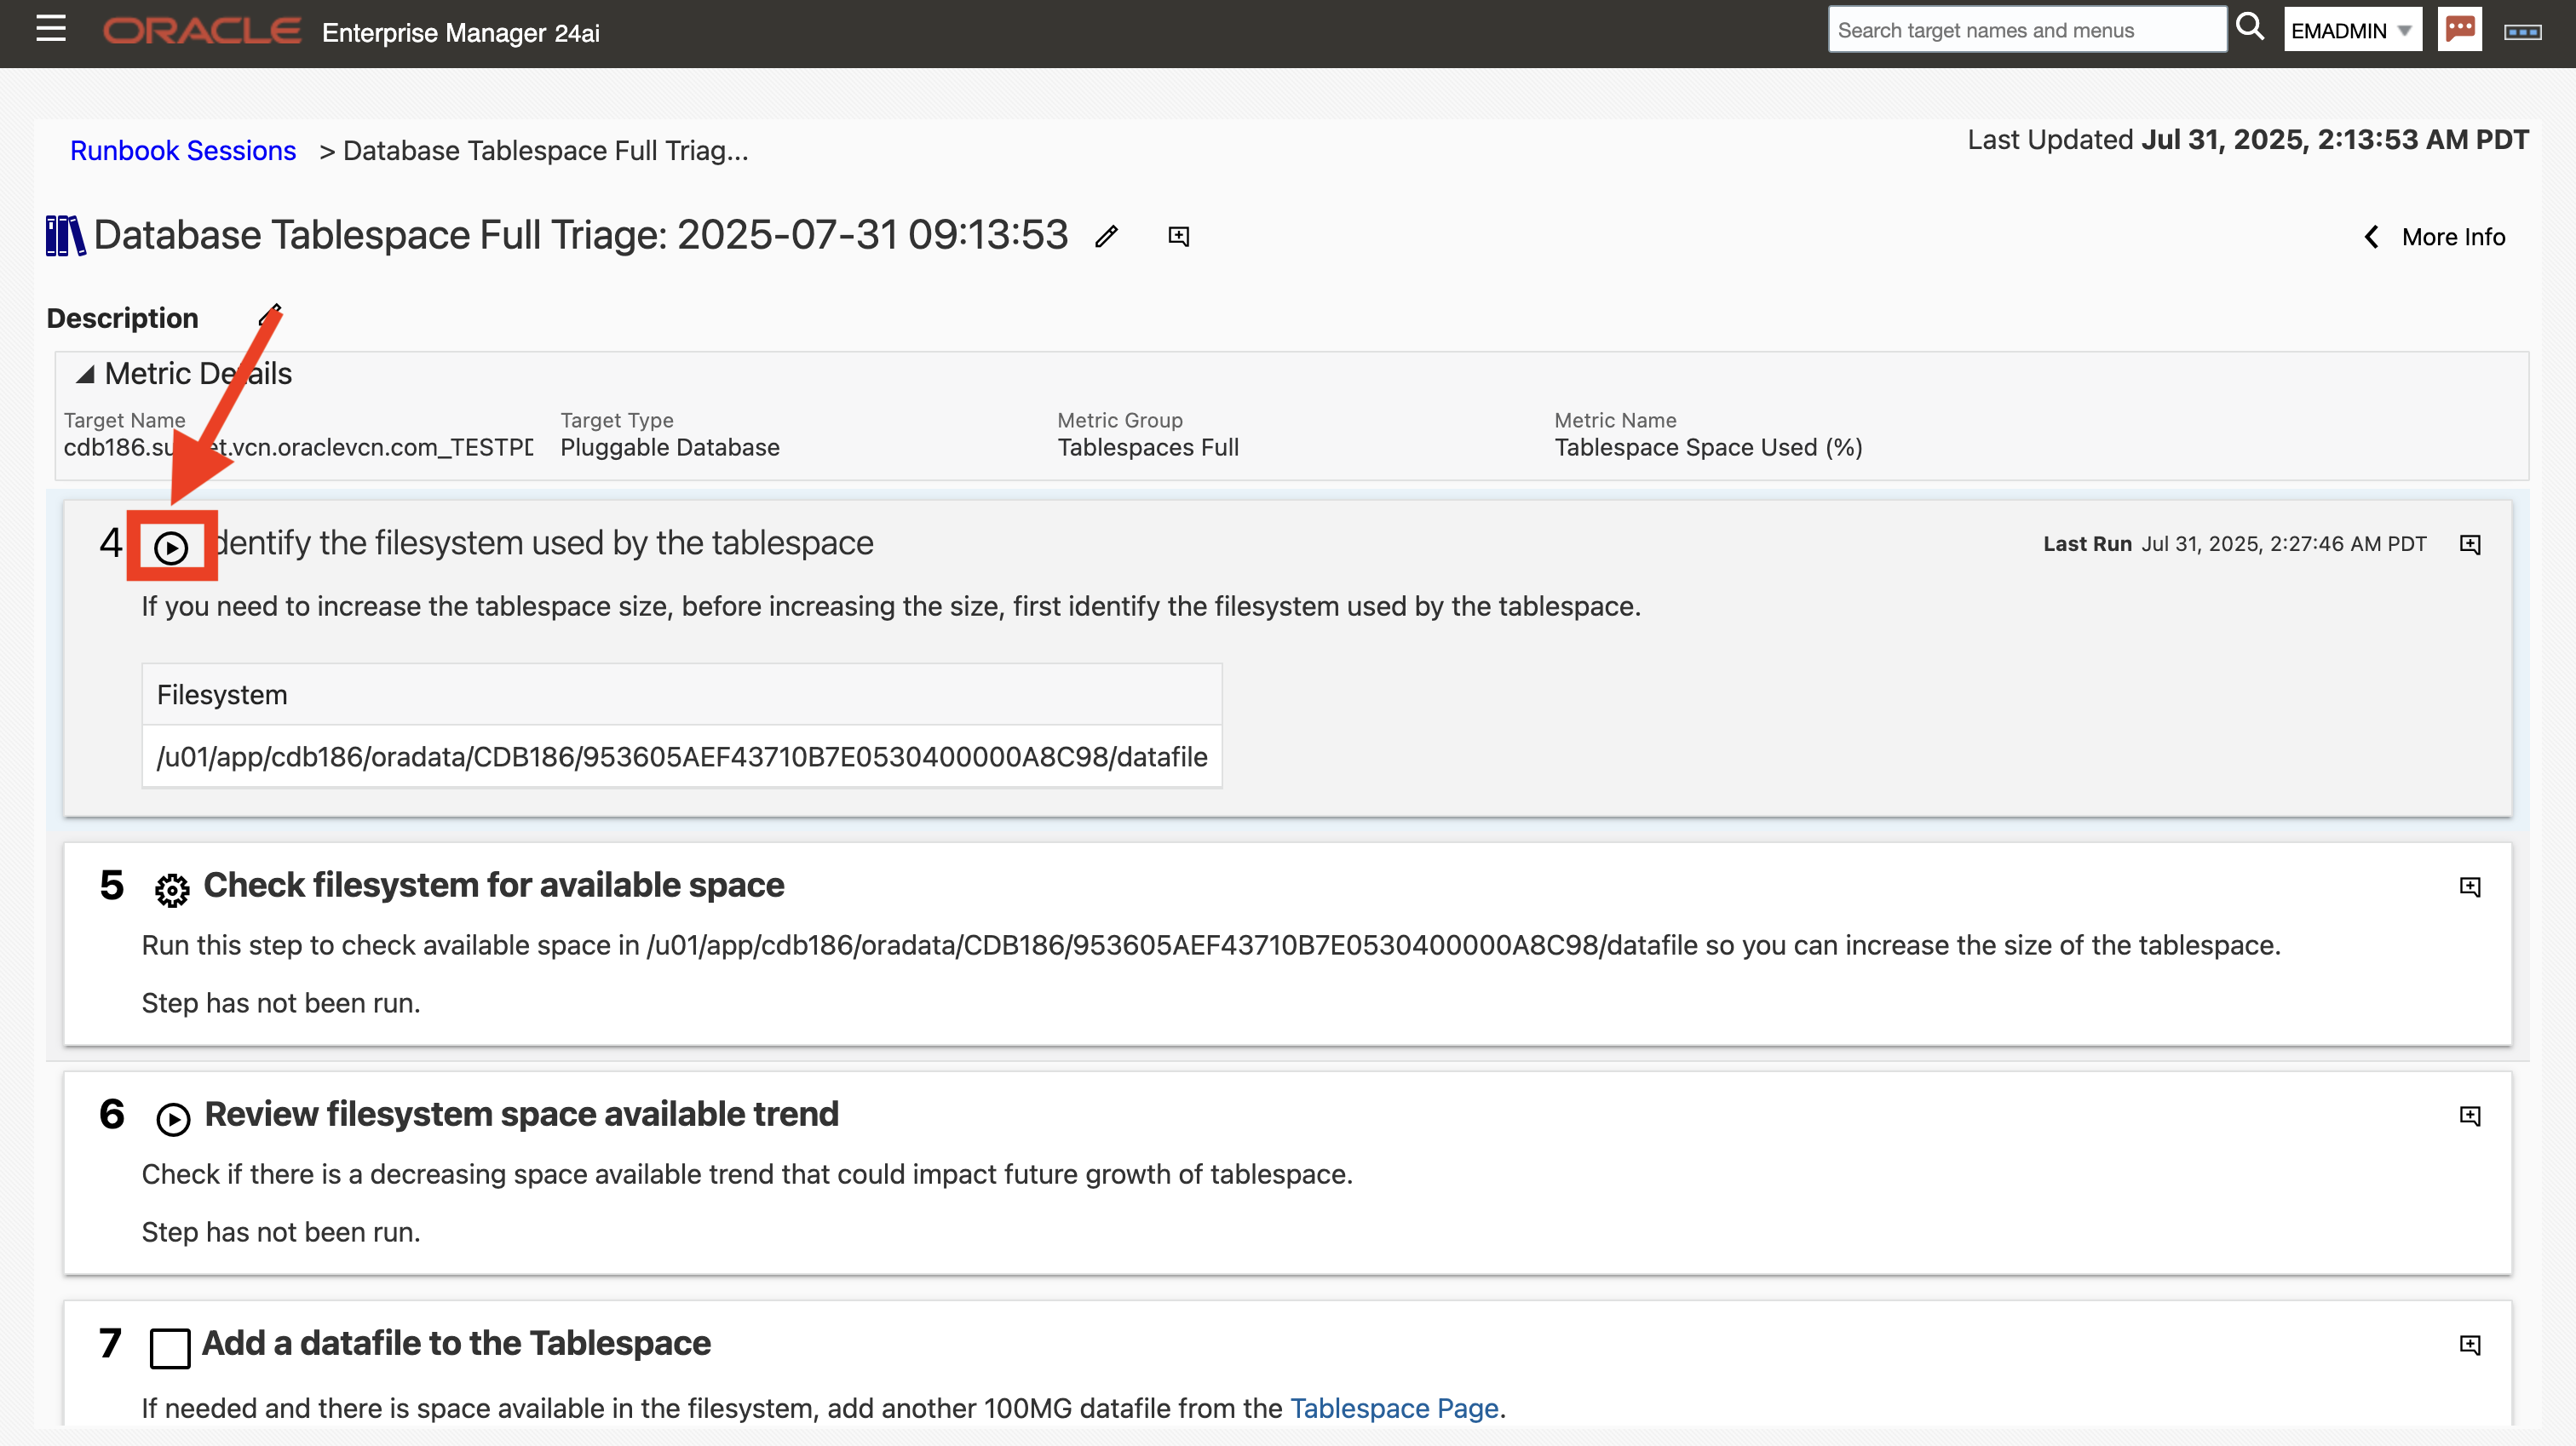 ORACLE Enterprise Manager 24ai
Search target names and menus
EMADMIN
Runbook Sessions > Database Tablespace Full Triag...
Last Updated Jul 31, 2025, 2:13:53 AM PDT
Database Tablespace Full Triage: 2025-07-31 09:13:53
More Info
Description
Metric Details
Target Name
cdb186.su et.vcn.oraclevcn.com_TESTPD
Target Type
Pluggable Database
Metric Group
Tablespaces Full
Metric Name
Tablespace Space Used (%)
4 dentify the filesystem used by the tablespace
Last Run Jul 31, 2025, 2:27:46 AM PDT
If you need to increase the tablespace size, before increasing the size, first identify the filesystem used by the tablespace.
Filesystem
/u01/app/cdb186/oradata/CDB186/953605AEF43710B7E0530400000A8C98/datafile
5 Check filesystem for available space
Run this step to check available space in /u01/app/cdb186/oradata/CDB186/953605AEF43710B7E0530400000A8C98/datafile so you can increase the size of the tablespace.
Step has not been run.
6 Review filesystem space available trend
Check if there is a decreasing space available trend that could impact future growth of tablespace.
Step has not been run.
7 Add a datafile to the Tablespace
If needed and there is space available in the filesystem, add another 100MG datafile from the Tablespace Page.